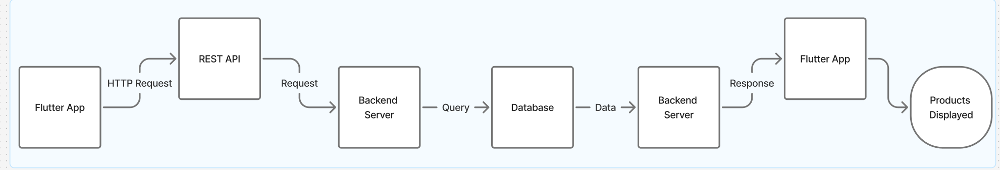 Flutter App
HTTP Request
REST API
Request
Backend
Server
Query
Database
Data
Backend
Server
Response
Flutter App
Products
Displayed